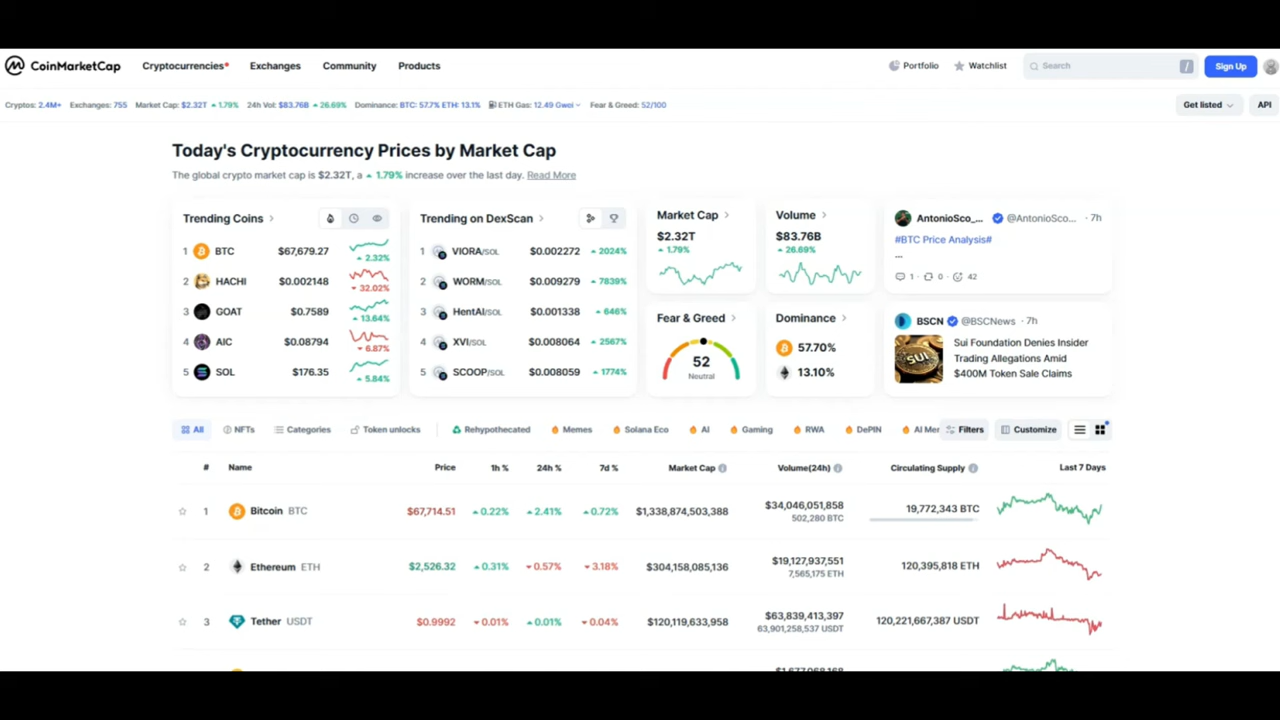 CoinMarketCap Cryptocurrencies Exchanges Community Products Portfolio Watchlist Search / Sign Up
Cryptos: 2.4M+ Exchanges: 755 Market Cap: $2.32T 1.79% 24h Vol: $83.76B 26.69% Dominance: BTC: 57.7% ETH: 13.1% ETH Gas: 12.49 Gwei Fear & Greed: 52/100 Get listed API
Today's Cryptocurrency Prices by Market Cap
The global crypto market cap is $2.32T, a 1.79% increase over the last day. Read More
Trending Coins
1 BTC $67,679.27 2.32%
2 HACHI $0.002148 32.02%
3 GOAT $0.7589 13.64%
4 AIC $0.08794 6.87%
5 SOL $176.35 5.84%
Trending on DexScan
1 VIORA/SOL $0.002272 2024%
2 WORM/SOL $0.009279 7839%
3 HentAI/SOL $0.001338 646%
4 XVI/SOL $0.008064 2567%
5 SCOOP/SOL $0.008059 1774%
Market Cap
$2.32T
1.79%
Volume
$83.76B
26.69%
Fear & Greed
52
Neutral
Dominance
57.70%
13.10%
AntonioSco_... @AntonioSco... · 7h
#BTC Price Analysis#
...
1 0 42
BSCN @BSCNews · 7h
SUI
Sui Foundation Denies Insider
Trading Allegations Amid
$400M Token Sale Claims
All NFTs Categories Token unlocks Rehypothecated Memes Solana Eco AI Gaming RWA DePIN AI Mer Filters Customize
# Name Price 1h % 24h % 7d % Market Cap Volume(24h) Circulating Supply Last 7 Days
1 Bitcoin BTC $67,714.51 0.22% 2.41% 0.72% $1,338,874,503,388 $34,046,051,858 19,772,343 BTC
502,280 BTC
2 Ethereum ETH $2,526.32 0.31% 0.57% 3.18% $304,158,085,136 $19,127,937,551 120,395,818 ETH
7,565,175 ETH
3 Tether USDT $0.9992 0.01% 0.01% 0.04% $120,119,633,958 $63,839,413,397 120,221,667,387 USDT
63,901,258,537 USDT